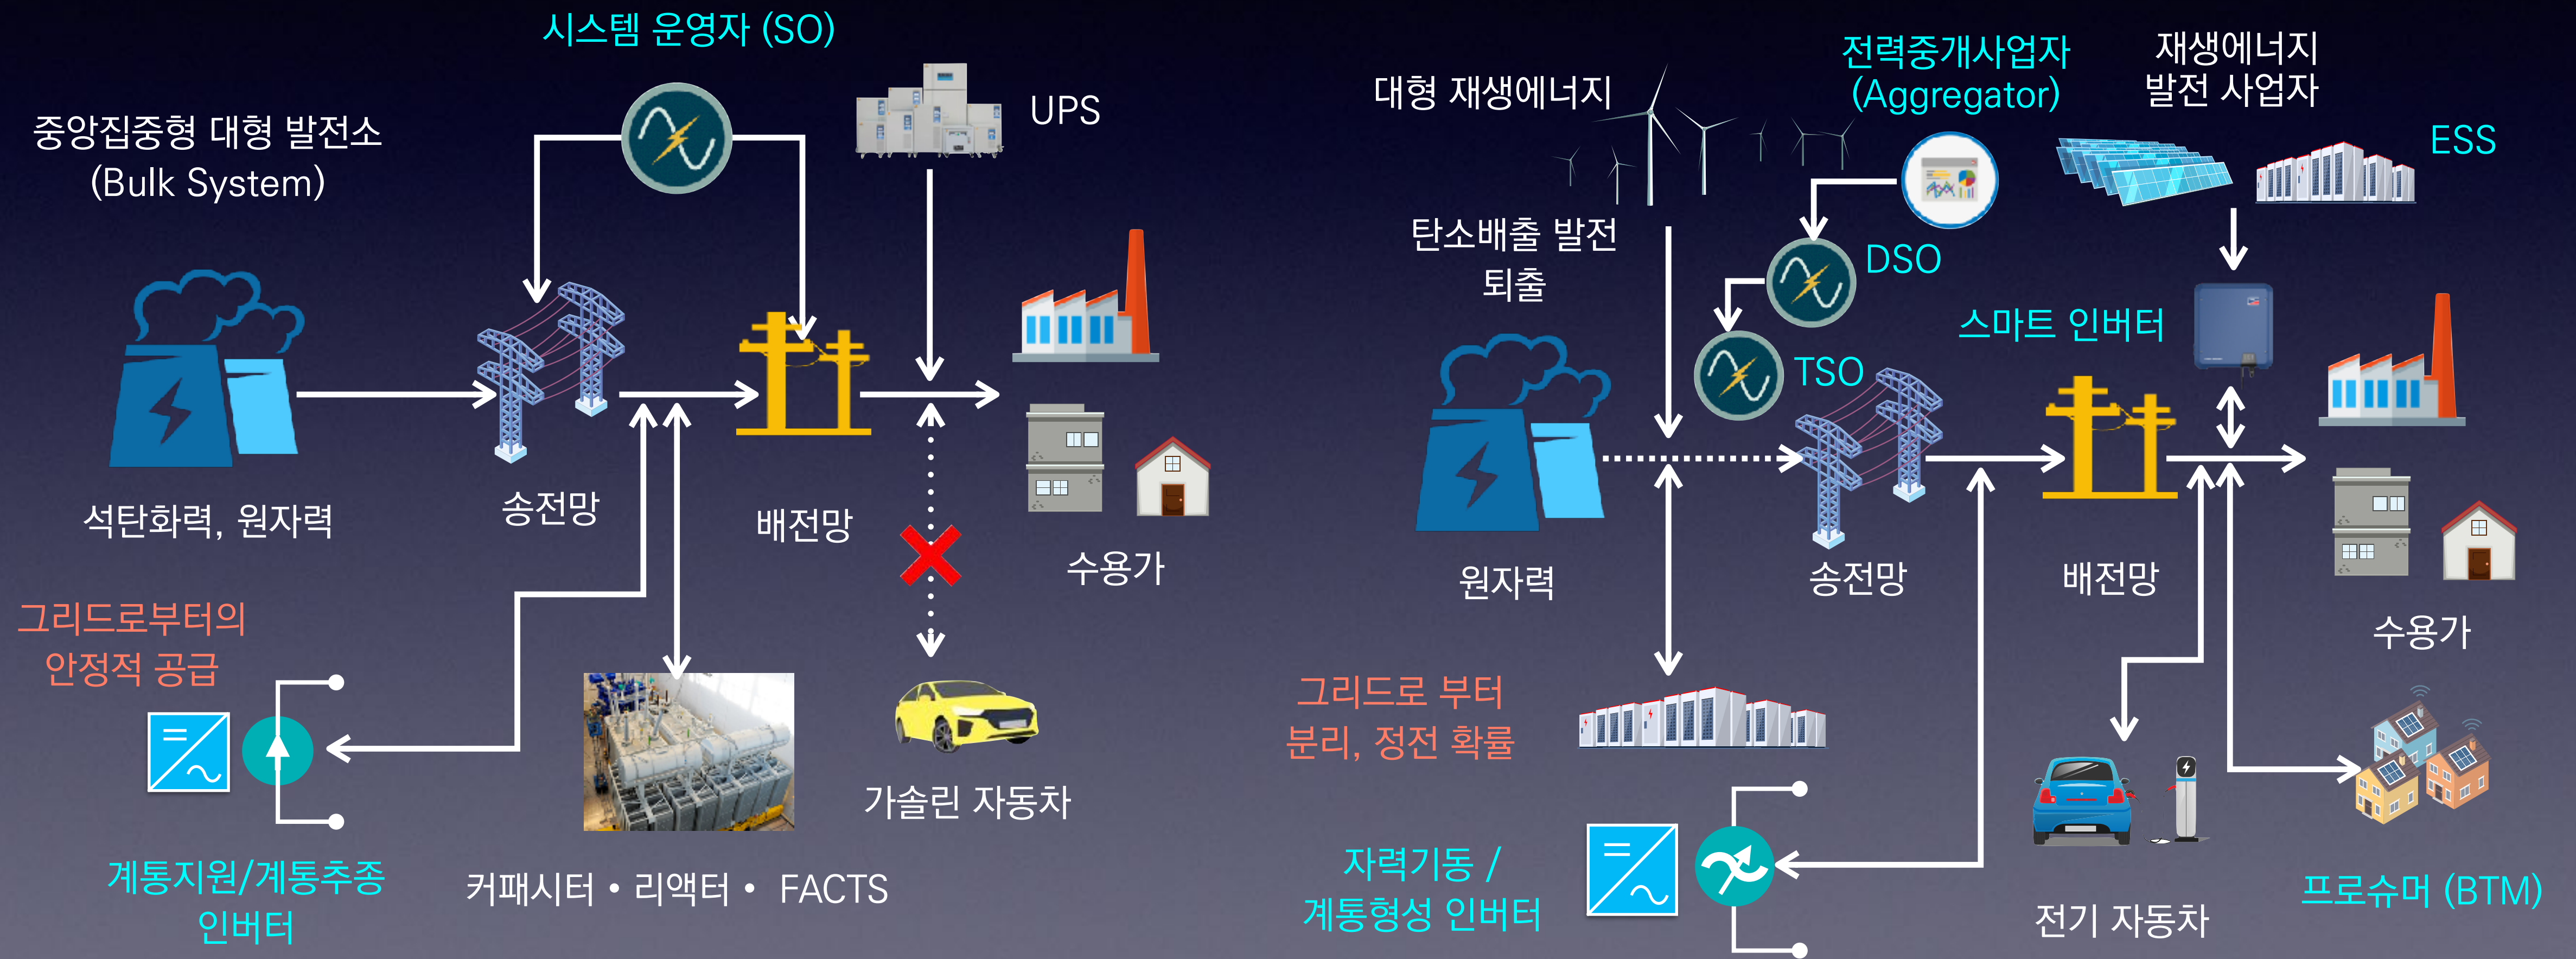 시스템 운영자 (SO)
중앙집중형 대형 발전소
(Bulk System)
UPS
석탄화력, 원자력
송전망
배전망
수용가
그리드로부터의
안정적 공급
계통지원/계통추종
인버터
커패시터 • 리액터 • FACTS
가솔린 자동차
대형 재생에너지
전력중개사업자
(Aggregator)
재생에너지
발전 사업자
ESS
탄소배출 발전
퇴출
DSO
TSO
스마트 인버터
원자력
송전망
배전망
수용가
그리드로 부터
분리, 정전 확률
자력기동 /
계통형성 인버터
전기 자동차
프로슈머 (BTM)